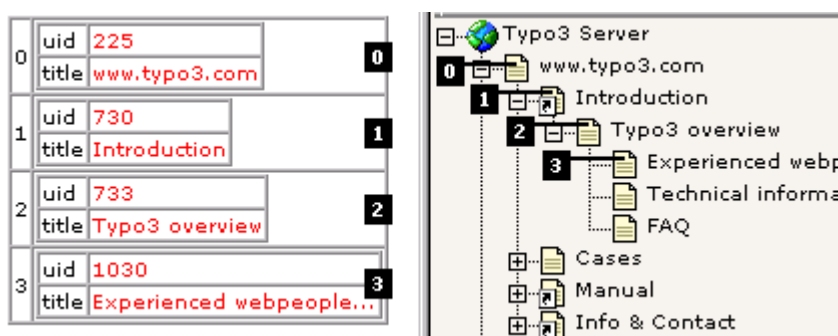 0
uid 225
title www.typo3.com
0
1
uid 730
title Introduction
1
2
uid 733
title Typo3 overview
2
3
uid 1030
title Experienced webpeople...
3
Typo3 Server
0 www.typo3.com
1 Introduction
2 Typo3 overview
3 Experienced webp
Technical informa
FAQ
Cases
Manual
Info & Contact